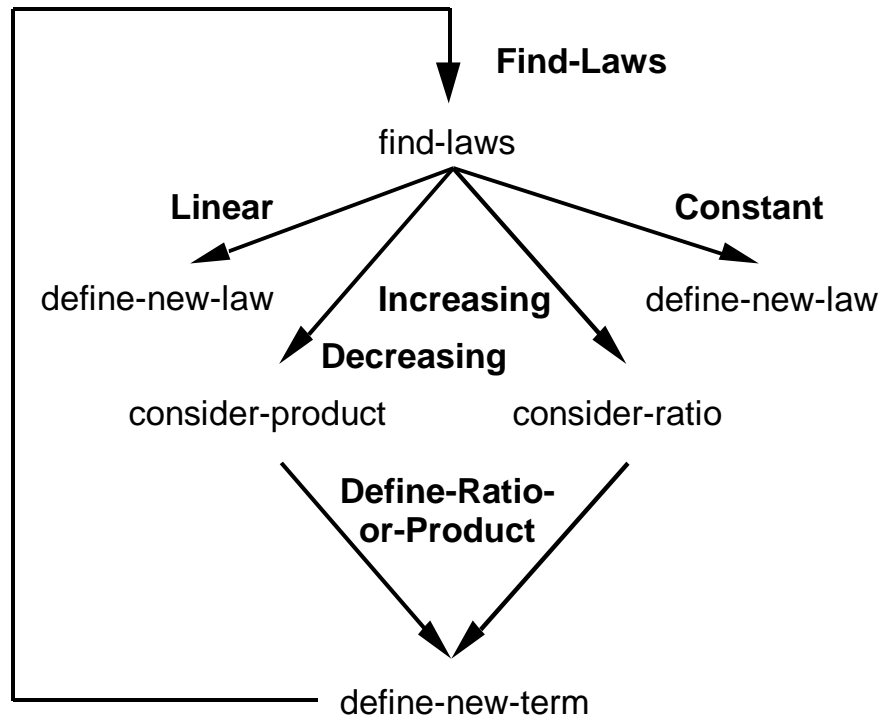 Find-Laws
find-laws
Linear
Constant
define-new-law
Increasing
define-new-law
Decreasing
consider-product
consider-ratio
Define-Ratio-
or-Product
define-new-term